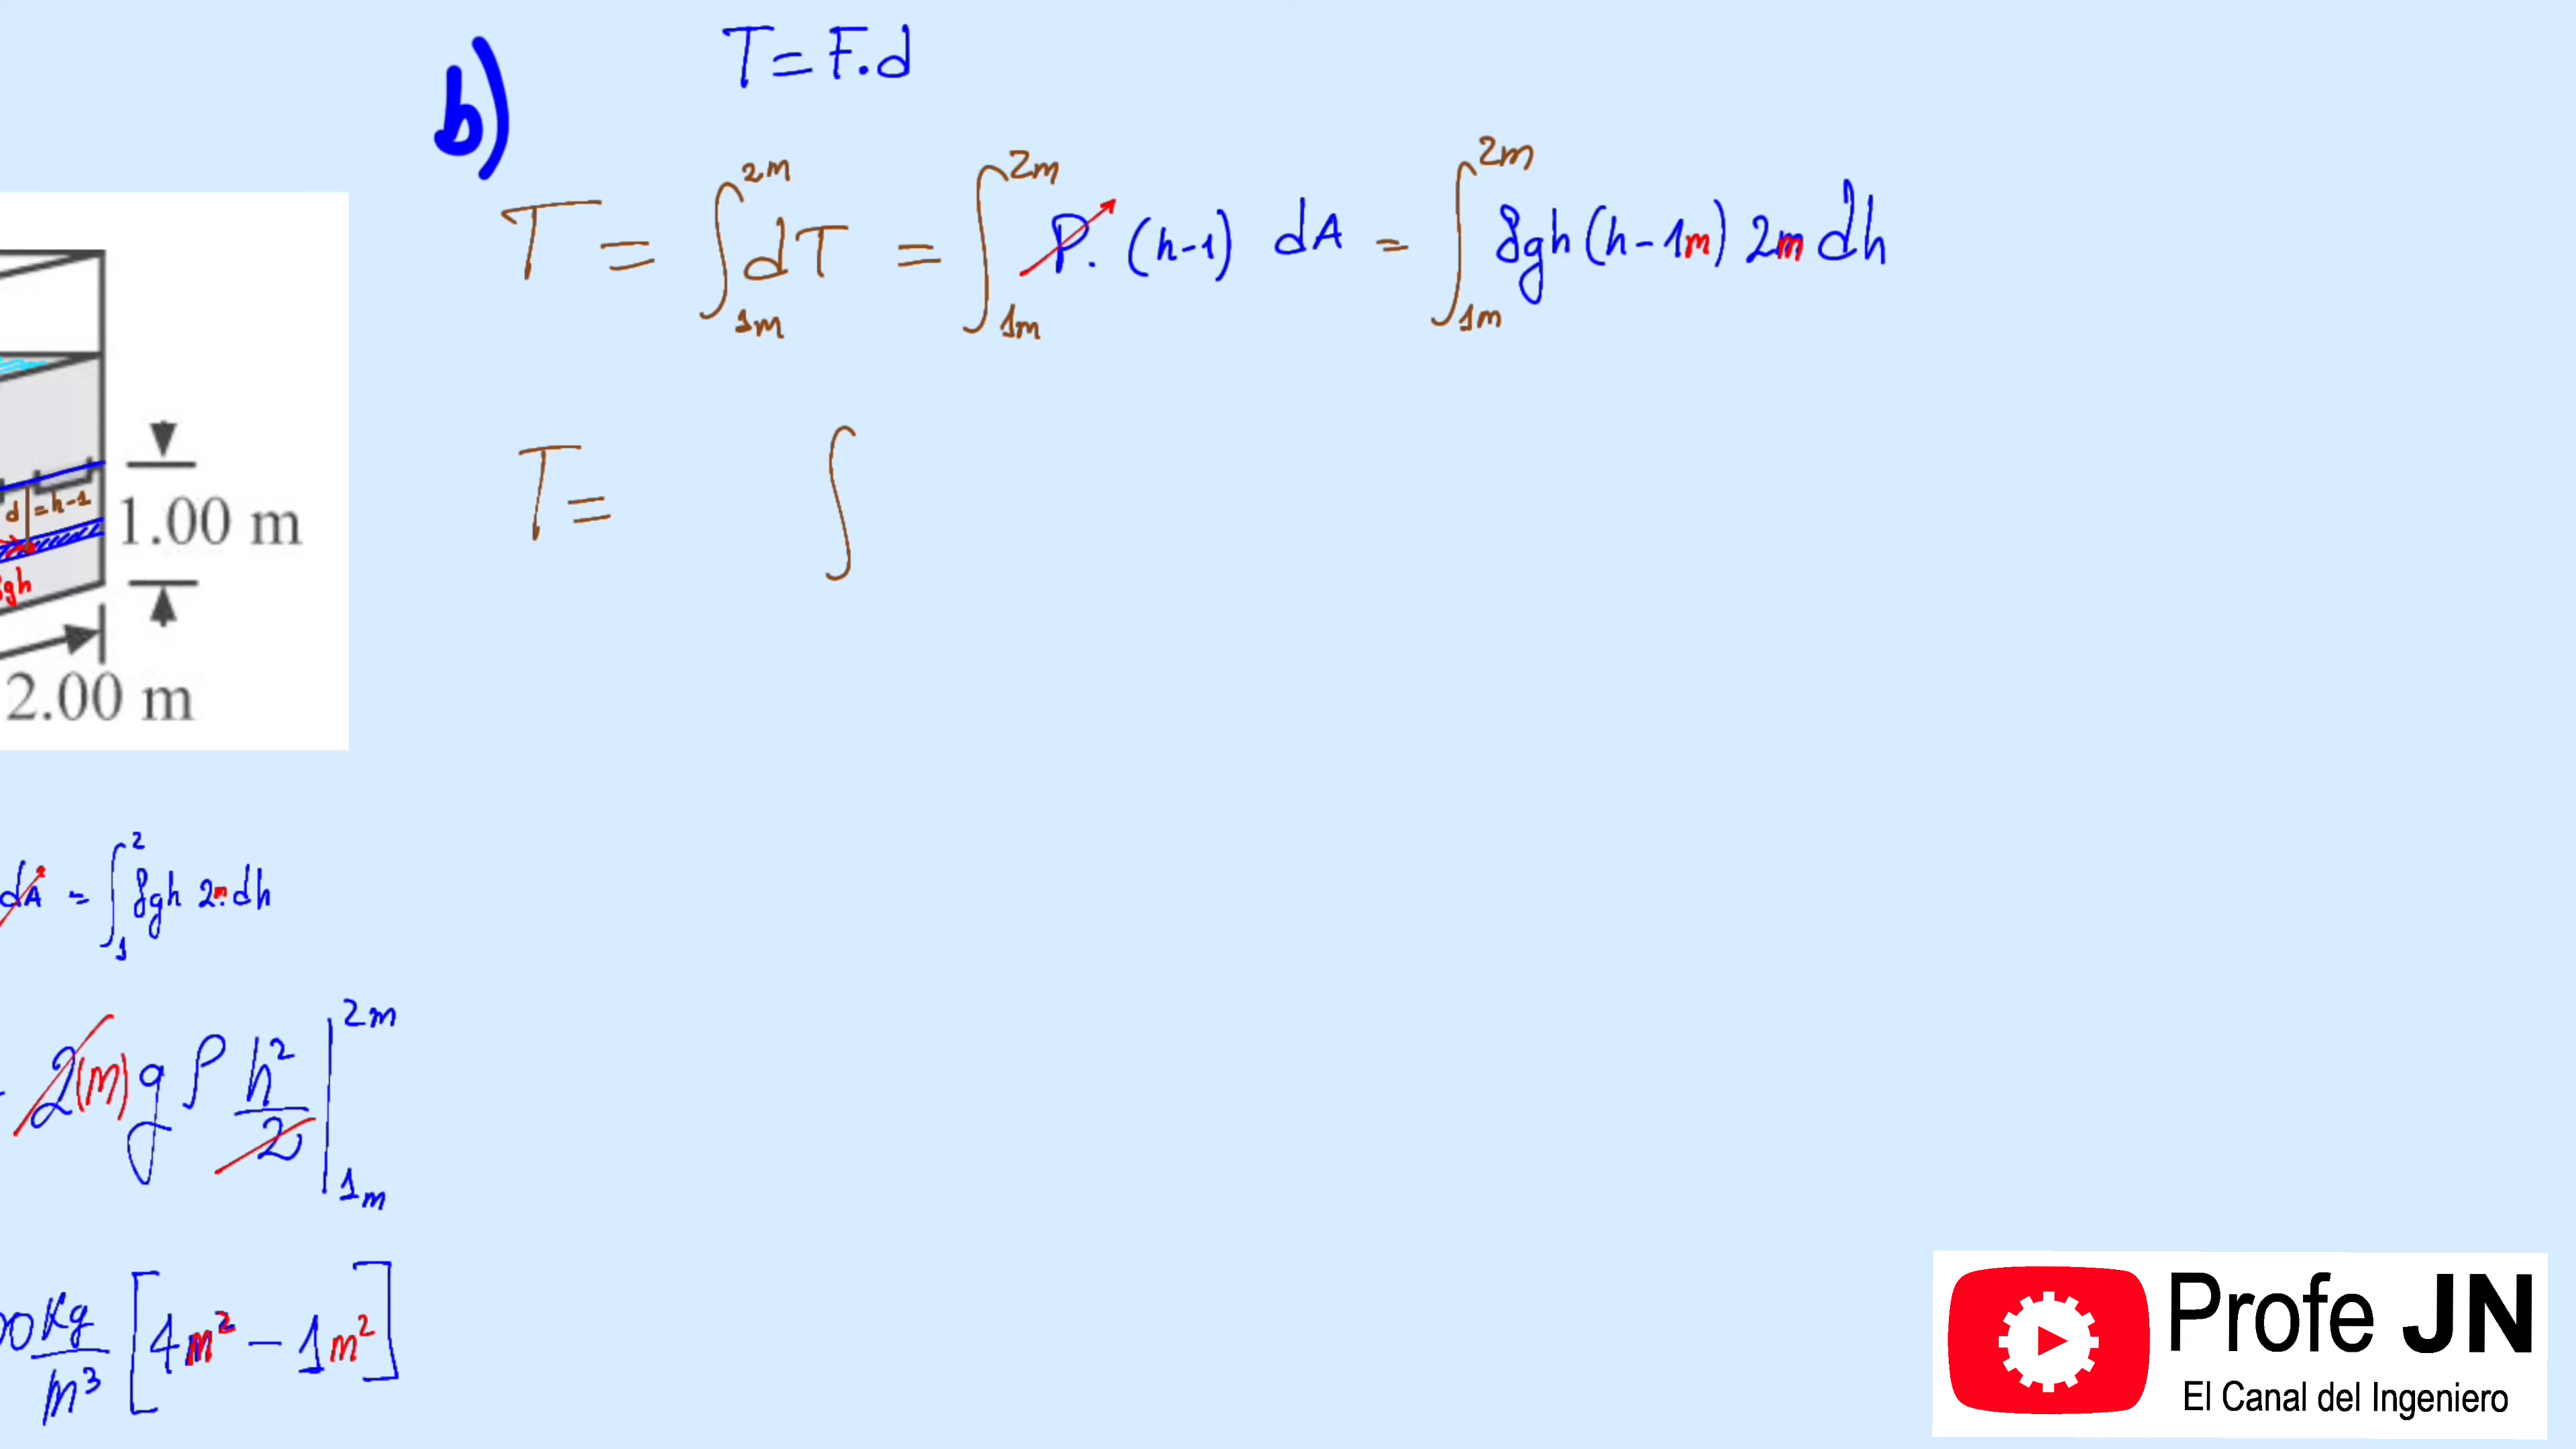 b)
T = F.d
T = ∫_{1m}^{2m} dT = ∫_{1m}^{2m} P. (h-1) dA = ∫_{1m}^{2m} ρgh (h-1m) 2m dh
T = ∫
d = h-1
ρgh
1.00 m
2.00 m
dA = ∫_1^2 ρgh 2m dh
2(m) g ρ h²/2 |_{1m}^{2m}
Kg/m³ [4m² - 1m²]
Profe JN
El Canal del Ingeniero